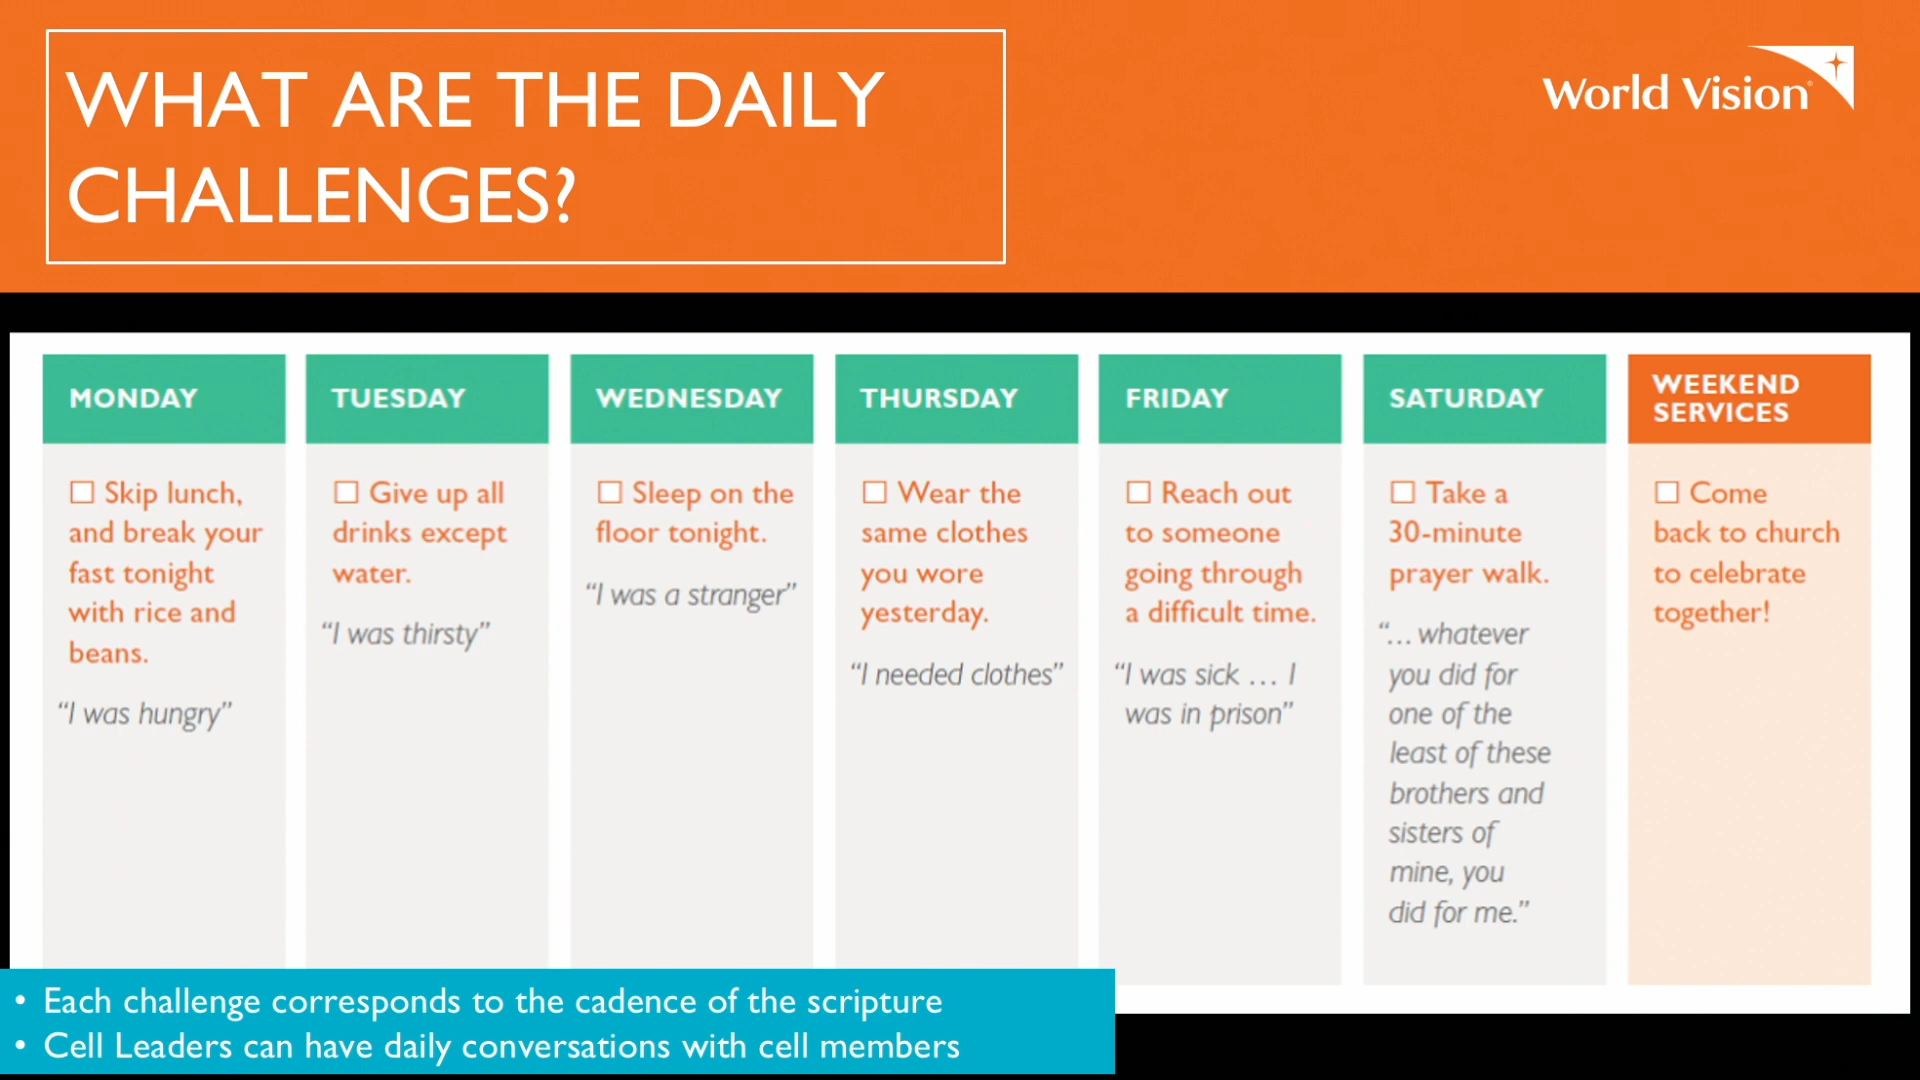 WHAT ARE THE DAILY
CHALLENGES?
World Vision
MONDAY
☐ Skip lunch,
and break your
fast tonight
with rice and
beans.
“I was hungry”
TUESDAY
☐ Give up all
drinks except
water.
“I was thirsty”
WEDNESDAY
☐ Sleep on the
floor tonight.
“I was a stranger”
THURSDAY
☐ Wear the
same clothes
you wore
yesterday.
“I needed clothes”
FRIDAY
☐ Reach out
to someone
going through
a difficult time.
“I was sick … I
was in prison”
SATURDAY
☐ Take a
30-minute
prayer walk.
“… whatever
you did for
one of the
least of these
brothers and
sisters of
mine, you
did for me.”
WEEKEND
SERVICES
☐ Come
back to church
to celebrate
together!
• Each challenge corresponds to the cadence of the scripture
• Cell Leaders can have daily conversations with cell members